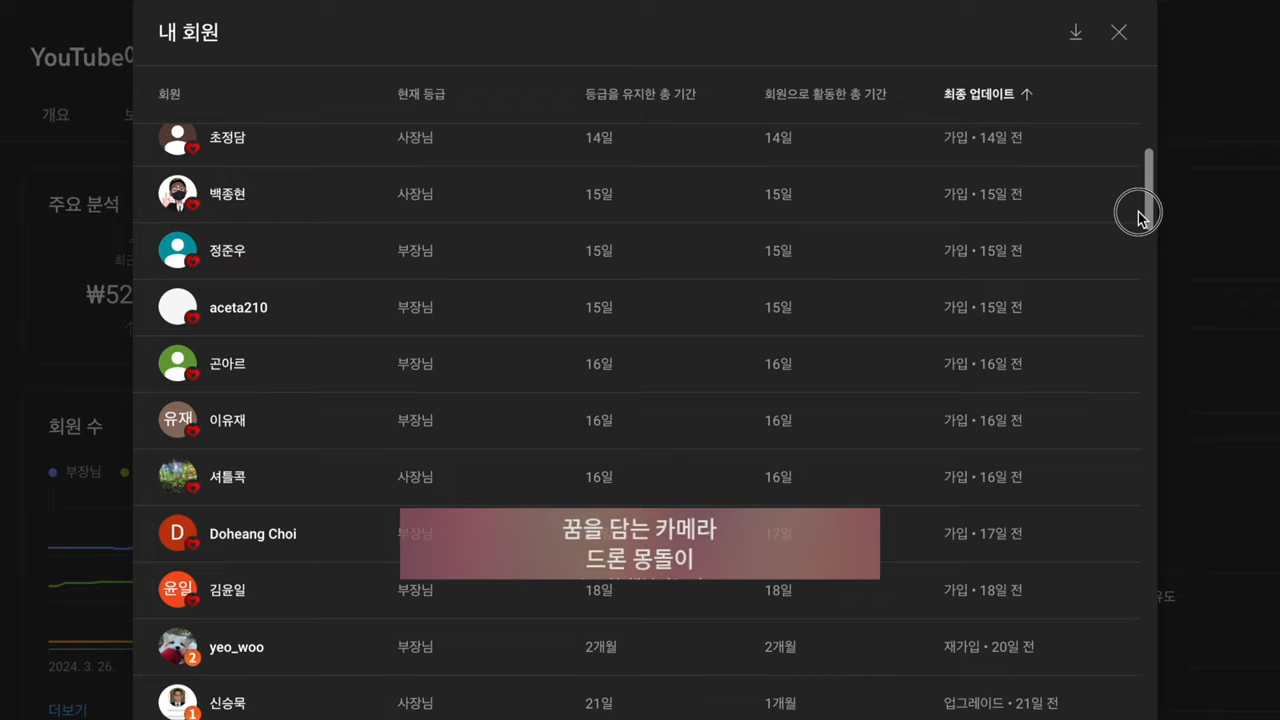 내 회원
YouTube
개요
주요 분석
₩52
회원 수
부장님
2024. 3. 26.
더보기
회원 현재 등급 등급을 유지한 총 기간 회원으로 활동한 총 기간 최종 업데이트 ↑
초정담 사장님 14일 14일 가입 • 14일 전
백종현 사장님 15일 15일 가입 • 15일 전
정준우 부장님 15일 15일 가입 • 15일 전
aceta210 부장님 15일 15일 가입 • 15일 전
곤아르 부장님 16일 16일 가입 • 16일 전
유재 이유재 부장님 16일 16일 가입 • 16일 전
셔틀콕 사장님 16일 16일 가입 • 16일 전
D Doheang Choi 부장님 17일 가입 • 17일 전
꿈을 담는 카메라
드론 몽돌이
윤일 김윤일 부장님 18일 18일 가입 • 18일 전
2 yeo_woo 부장님 2개월 2개월 재가입 • 20일 전
1 신승묵 사장님 21일 1개월 업그레이드 • 21일 전
유도